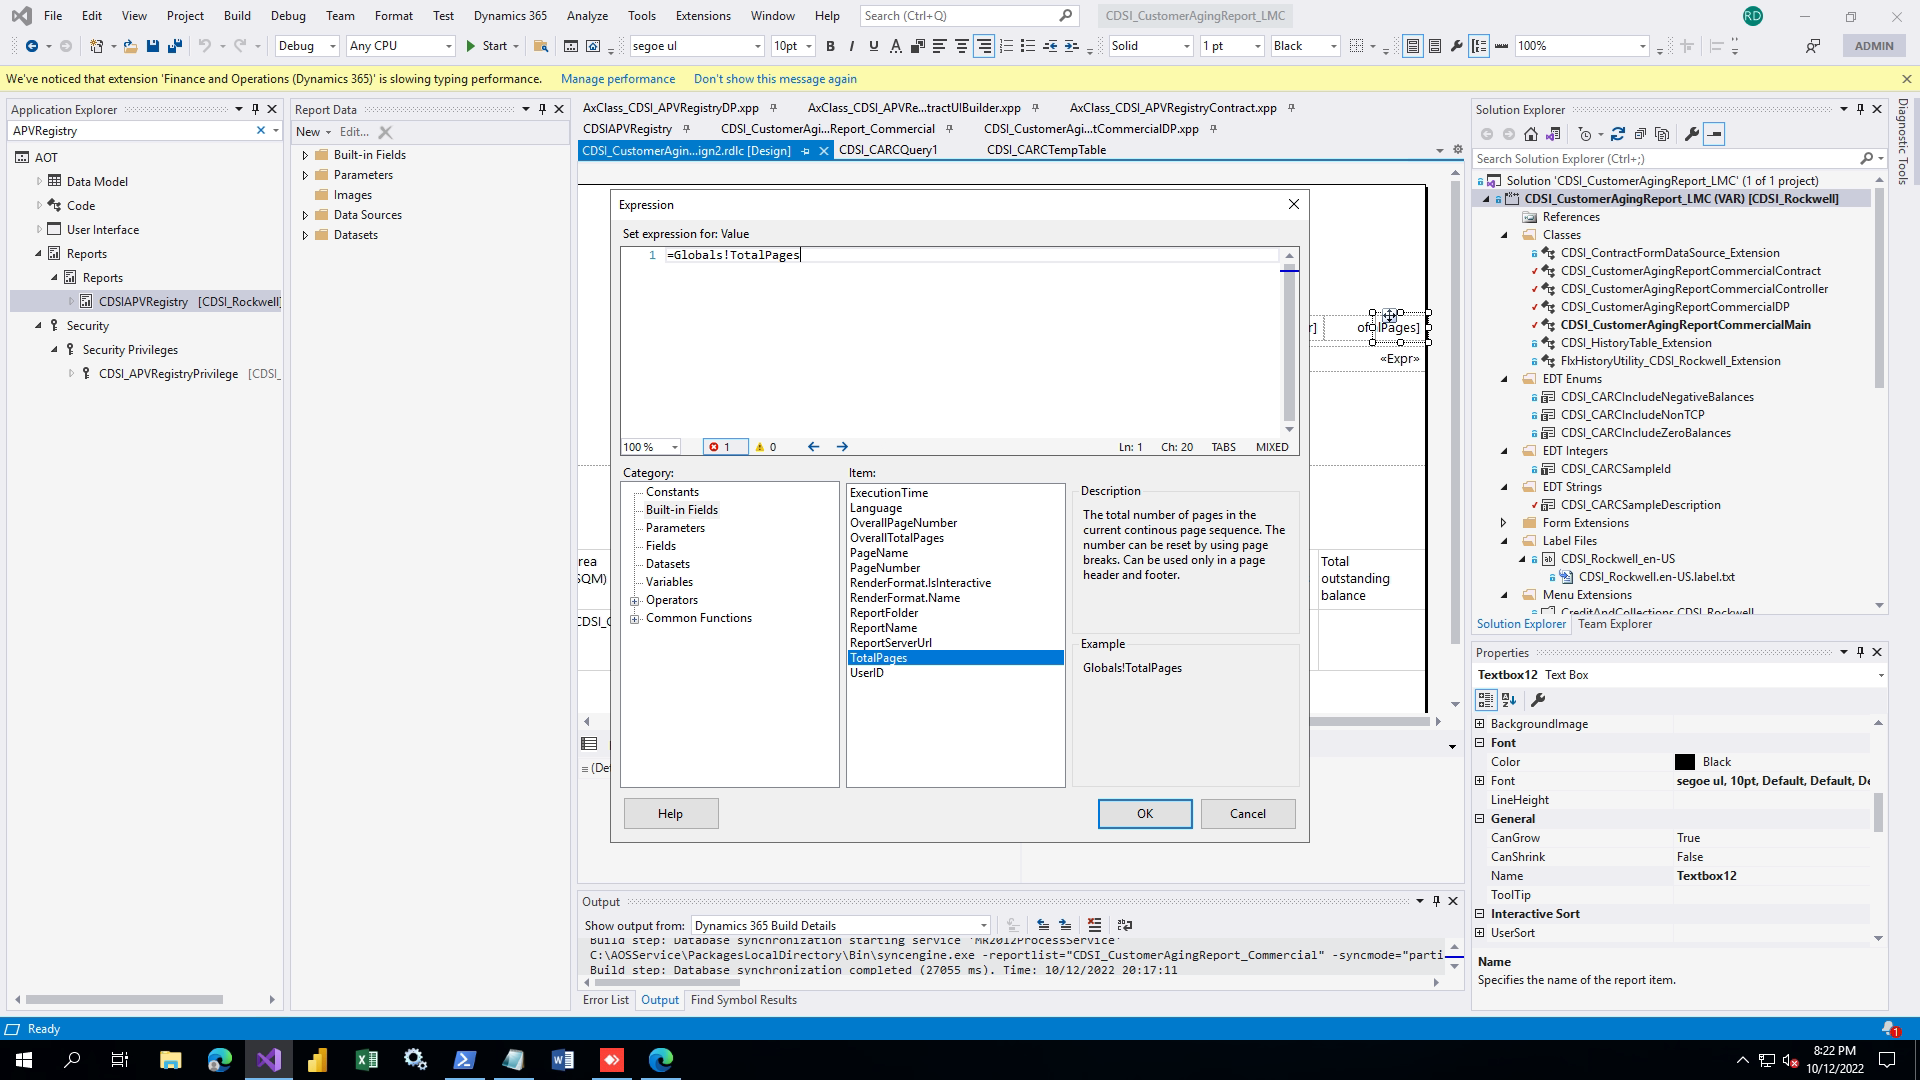 File Edit View Project Build Debug Team Format Test Dynamics 365 Analyze Tools Extensions Window Help Search (Ctrl+Q) CDSI_CustomerAgingReport_LMC RD
Debug Any CPU Start segoe ul 10pt B I U A Solid 1 pt Black 100% ADMIN
We've noticed that extension 'Finance and Operations (Dynamics 365)' is slowing typing performance. Manage performance Don't show this message again
Application Explorer
APVRegistry
AOT
Data Model
Code
User Interface
Reports
Reports
CDSIAPVRegistry [CDSI_Rockwell]
Security
Security Privileges
CDSI_APVRegistryPrivilege [CDSI_
Report Data
New Edit...
Built-in Fields
Parameters
Images
Data Sources
Datasets
AxClass_CDSI_APVRegistryDP.xpp AxClass_CDSI_APVRe...tractUIBuilder.xpp AxClass_CDSI_APVRegistryContract.xpp
CDSIAPVRegistry CDSI_CustomerAgi...Report_Commercial CDSI_CustomerAgi...tCommercialDP.xpp
CDSI_CustomerAgin...ign2.rdlc [Design] CDSI_CARCQuery1 CDSI_CARCTempTable
Expression
Set expression for: Value
1 =Globals!TotalPages
100 % 1 0 Ln: 1 Ch: 20 TABS MIXED
Category:
Constants
Built-in Fields
Parameters
Fields
Datasets
Variables
Operators
Common Functions
Item:
ExecutionTime
Language
OverallPageNumber
OverallTotalPages
PageName
PageNumber
RenderFormat.IsInteractive
RenderFormat.Name
ReportFolder
ReportName
ReportServerUrl
TotalPages
UserID
Description
The total number of pages in the
current continous page sequence. The
number can be reset by using page
breaks. Can be used only in a page
header and footer.
Example
Globals!TotalPages
Help OK Cancel
r] of lPages]
«Expr»
rea
SQM)
CDSI_C
Total
outstanding
balance
(De
Output
Show output from: Dynamics 365 Build Details
Build step: Database synchronization starting service 'MR2012ProcessService'
C:\AOSService\PackagesLocalDirectory\Bin\syncengine.exe -reportlist="CDSI_CustomerAgingReport_Commercial" -syncmode="parti
Build step: Database synchronization completed (27055 ms). Time: 10/12/2022 20:17:11
Error List Output Find Symbol Results
Solution Explorer
Search Solution Explorer (Ctrl+;)
Solution 'CDSI_CustomerAgingReport_LMC' (1 of 1 project)
CDSI_CustomerAgingReport_LMC (VAR) [CDSI_Rockwell]
References
Classes
CDSI_ContractFormDataSource_Extension
CDSI_CustomerAgingReportCommercialContract
CDSI_CustomerAgingReportCommercialController
CDSI_CustomerAgingReportCommercialDP
CDSI_CustomerAgingReportCommercialMain
CDSI_HistoryTable_Extension
FlxHistoryUtility_CDSI_Rockwell_Extension
EDT Enums
CDSI_CARCIncludeNegativeBalances
CDSI_CARCIncludeNonTCP
CDSI_CARCIncludeZeroBalances
EDT Integers
CDSI_CARCSampleId
EDT Strings
CDSI_CARCSampleDescription
Form Extensions
Label Files
CDSI_Rockwell_en-US
CDSI_Rockwell.en-US.label.txt
Menu Extensions
CreditAndCollections.CDSI_Rockwell
Solution Explorer Team Explorer
Properties
Textbox12 Text Box
BackgroundImage
Font
Color Black
Font segoe ul, 10pt, Default, Default, De
LineHeight
General
CanGrow True
CanShrink False
Name Textbox12
ToolTip
Interactive Sort
UserSort
Name
Specifies the name of the report item.
Diagnostic Tools
Ready 1
8:22 PM
10/12/2022